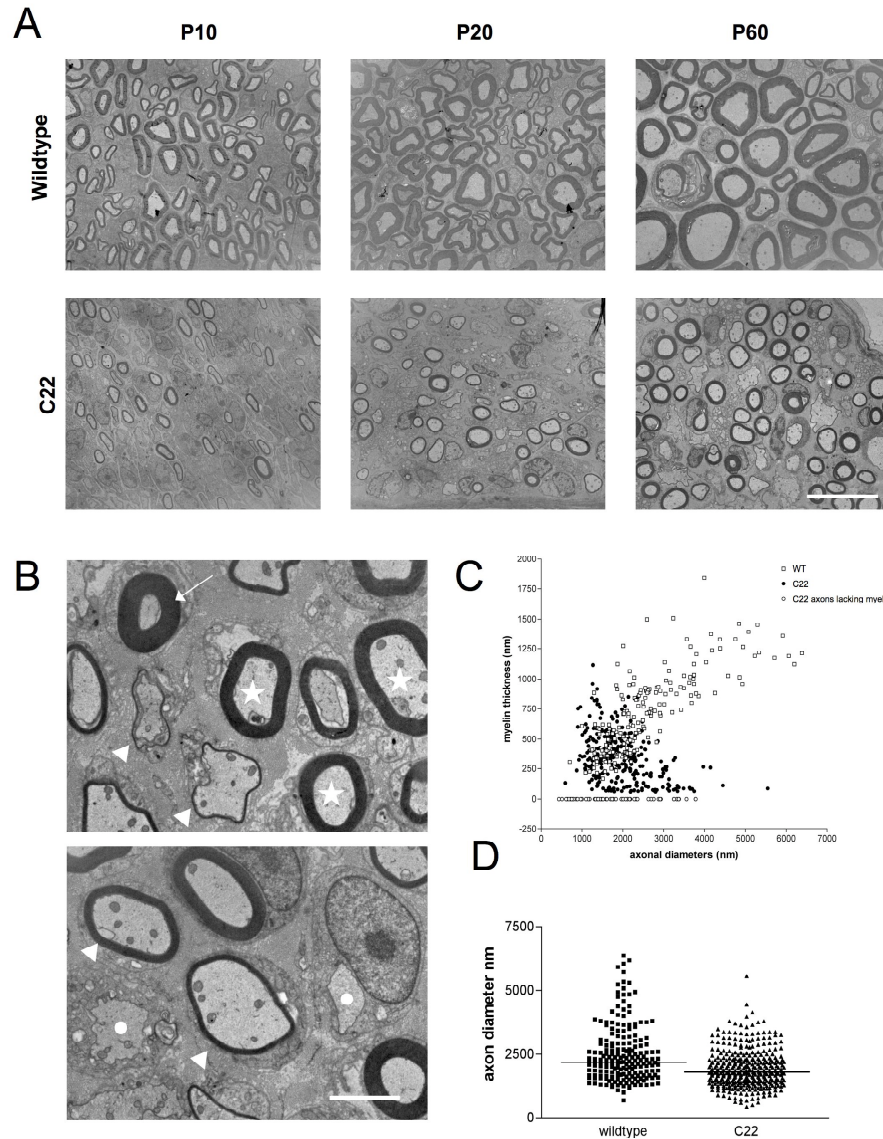 A
P10 P20 P60
Wildtype
C22
B
C
2000
1750
1500
1250
1000
750
500
250
0
-250
myelin thickness (nm)
0 1000 2000 3000 4000 5000 6000 7000
axonal diameters (nm)
WT
C22
C22 axons lacking myel
D
7500
5000
2500
0
axon diameter nm
wildtype C22